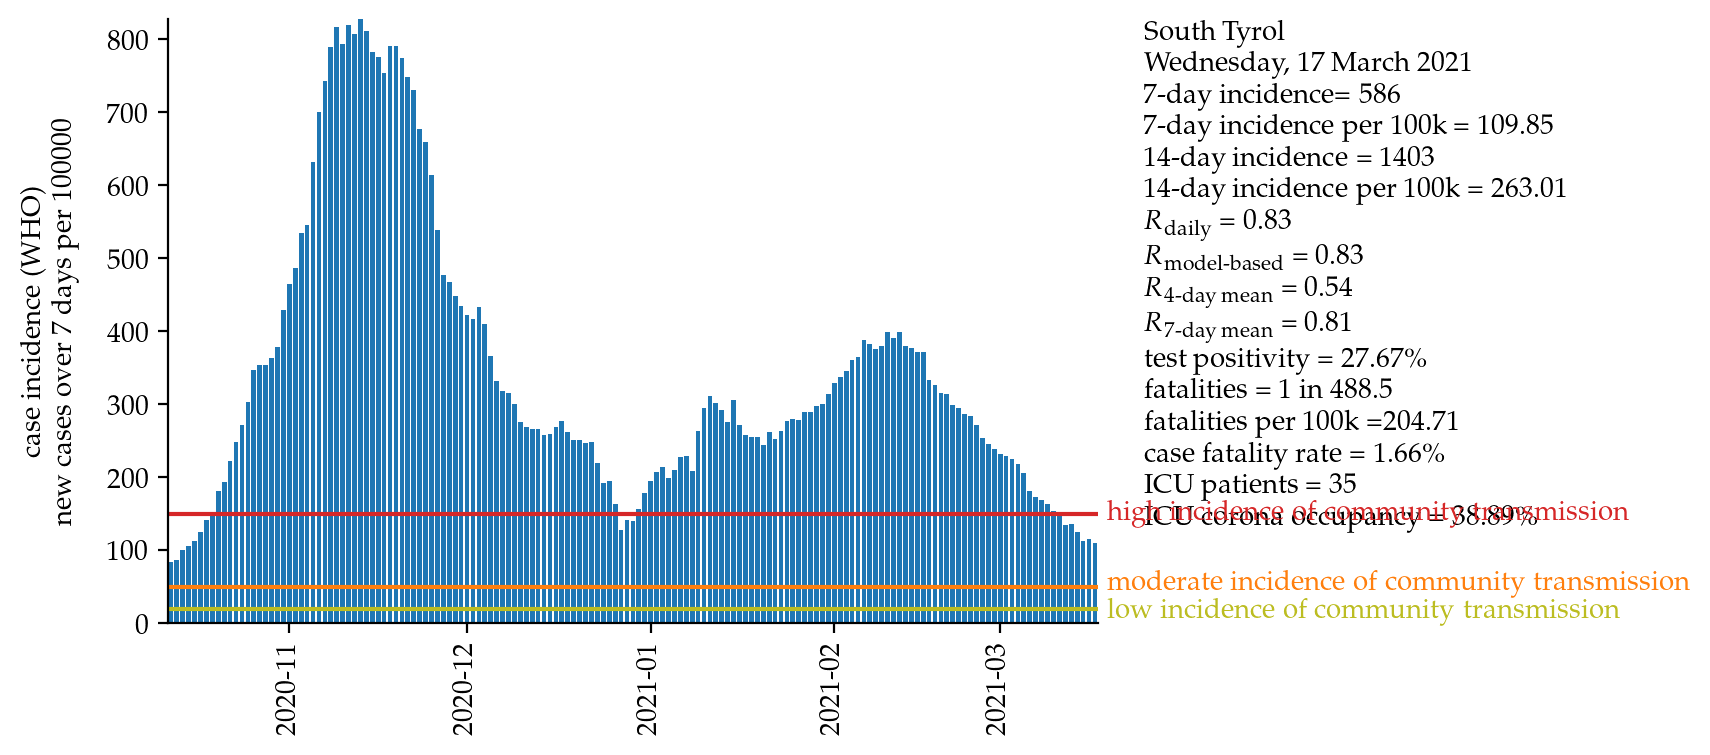 case incidence (WHO)
new cases over 7 days per 100000
800
700
600
500
400
300
200
100
0
2020-11
2020-12
2021-01
2021-02
2021-03
South Tyrol
Wednesday, 17 March 2021
7-day incidence= 586
7-day incidence per 100k = 109.85
14-day incidence = 1403
14-day incidence per 100k = 263.01
R daily = 0.83
R model-based = 0.83
R 4-day mean = 0.54
R 7-day mean = 0.81
test positivity = 27.67%
fatalities = 1 in 488.5
fatalities per 100k =204.71
case fatality rate = 1.66%
ICU patients = 35
ICU corona occupancy = 38.89%
high incidence of community transmission
moderate incidence of community transmission
low incidence of community transmission